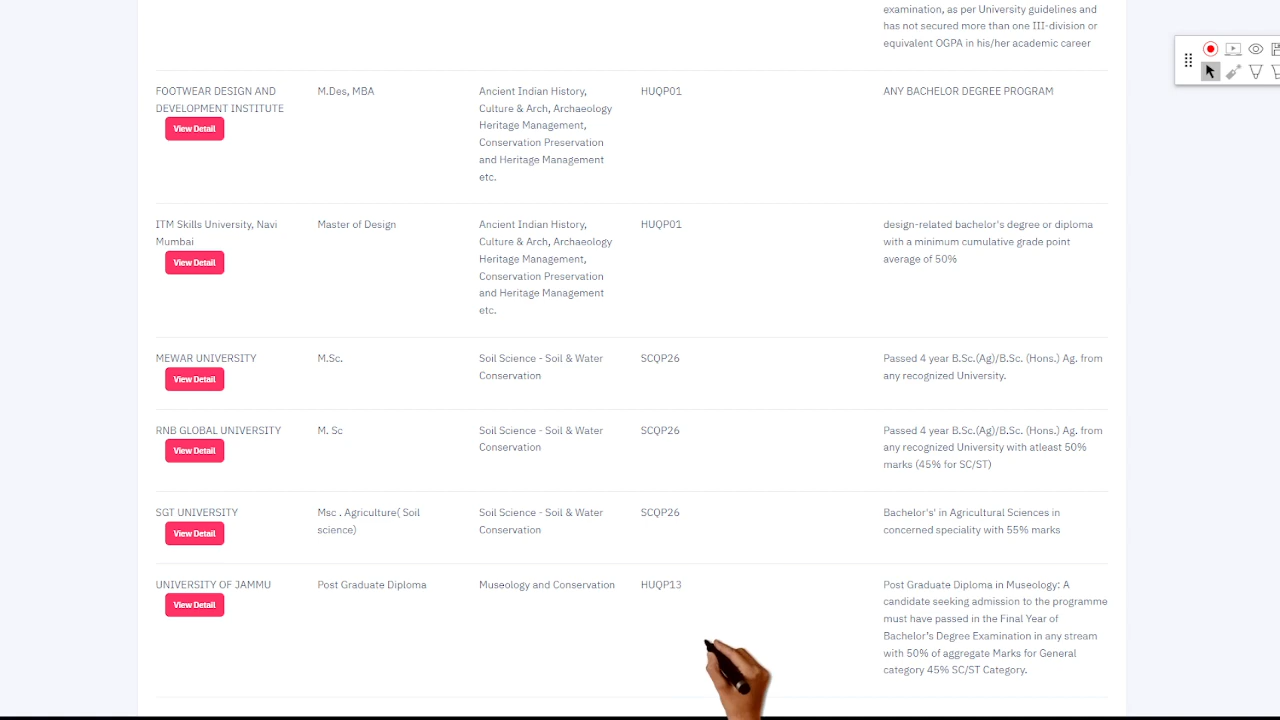 examination, as per University guidelines and
has not secured more than one III-division or
equivalent OGPA in his/her academic career
FOOTWEAR DESIGN AND
DEVELOPMENT INSTITUTE
View Detail
M.Des, MBA
Ancient Indian History,
Culture & Arch, Archaeology
Heritage Management,
Conservation Preservation
and Heritage Management
etc.
HUQP01
ANY BACHELOR DEGREE PROGRAM
ITM Skills University, Navi
Mumbai
View Detail
Master of Design
Ancient Indian History,
Culture & Arch, Archaeology
Heritage Management,
Conservation Preservation
and Heritage Management
etc.
HUQP01
design-related bachelor's degree or diploma
with a minimum cumulative grade point
average of 50%
MEWAR UNIVERSITY
View Detail
M.Sc.
Soil Science - Soil & Water
Conservation
SCQP26
Passed 4 year B.Sc.(Ag)/B.Sc. (Hons.) Ag. from
any recognized University.
RNB GLOBAL UNIVERSITY
View Detail
M. Sc
Soil Science - Soil & Water
Conservation
SCQP26
Passed 4 year B.Sc.(Ag)/B.Sc. (Hons.) Ag. from
any recognized University with atleast 50%
marks (45% for SC/ST)
SGT UNIVERSITY
View Detail
Msc . Agriculture( Soil
science)
Soil Science - Soil & Water
Conservation
SCQP26
Bachelor's' in Agricultural Sciences in
concerned speciality with 55% marks
UNIVERSITY OF JAMMU
View Detail
Post Graduate Diploma
Museology and Conservation
HUQP13
Post Graduate Diploma in Museology: A
candidate seeking admission to the programme
must have passed in the Final Year of
Bachelor's Degree Examination in any stream
with 50% of aggregate Marks for General
category 45% SC/ST Category.